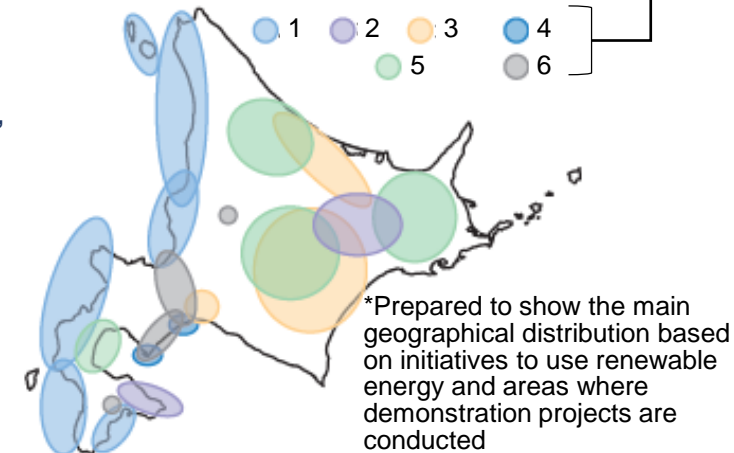 1 2 3 4
5 6
*Prepared to show the main
geographical distribution based
on initiatives to use renewable
energy and areas where
demonstration projects are
conducted